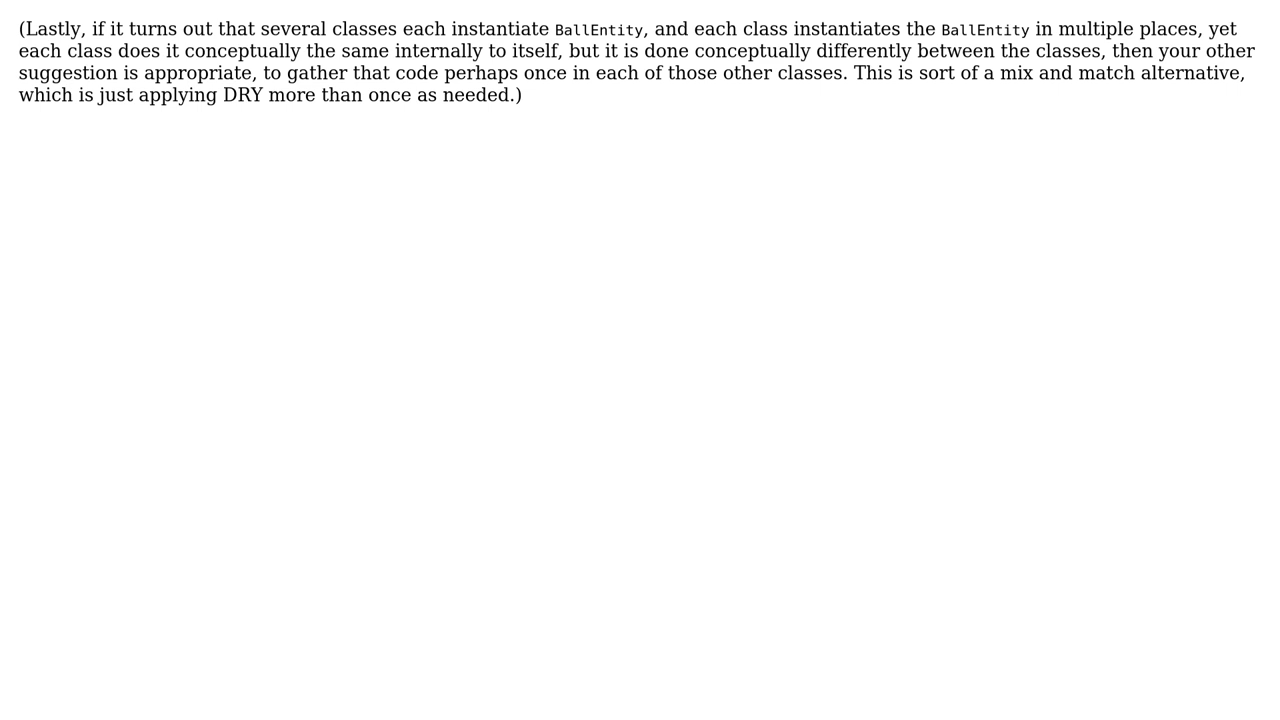 (Lastly, if it turns out that several classes each instantiate BallEntity, and each class instantiates the BallEntity in multiple places, yet
each class does it conceptually the same internally to itself, but it is done conceptually differently between the classes, then your other
suggestion is appropriate, to gather that code perhaps once in each of those other classes. This is sort of a mix and match alternative,
which is just applying DRY more than once as needed.)